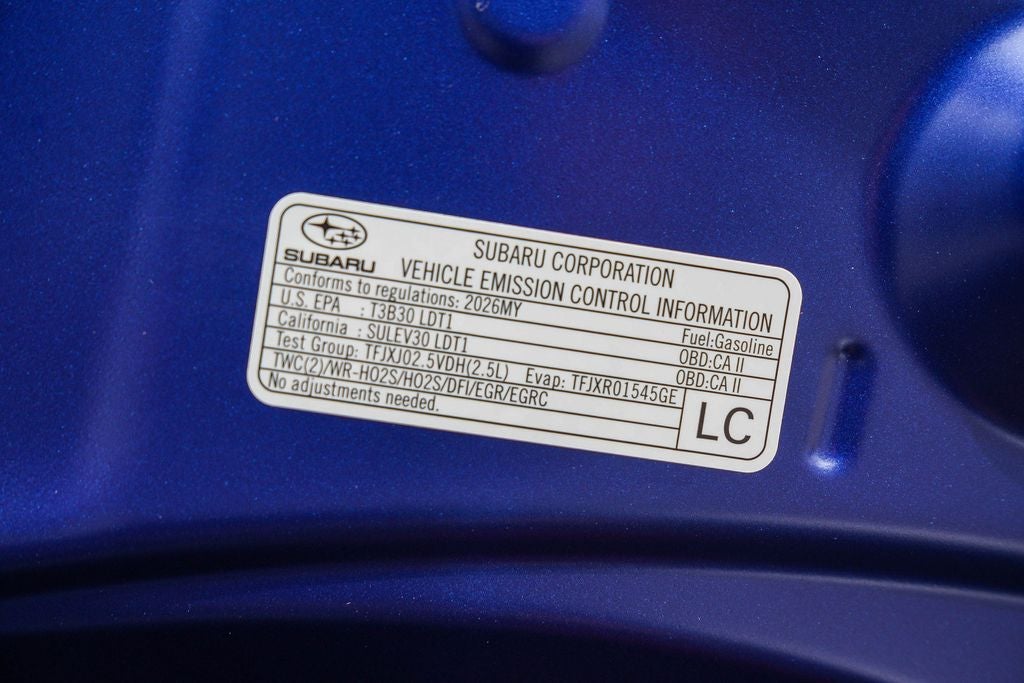 SUBARU
SUBARU CORPORATION
VEHICLE EMISSION CONTROL INFORMATION
Conforms to regulations: 2026MY
Fuel:Gasoline
U.S. EPA : T3B30 LDT1
OBD:CA II
California : SULEV30 LDT1
OBD:CA II
Test Group: TFJXJ02.5VDH(2.5L) Evap: TFJXR01545GE
TWC(2)/WR-HO2S/HO2S/DFI/EGR/EGRC
No adjustments needed.
LC